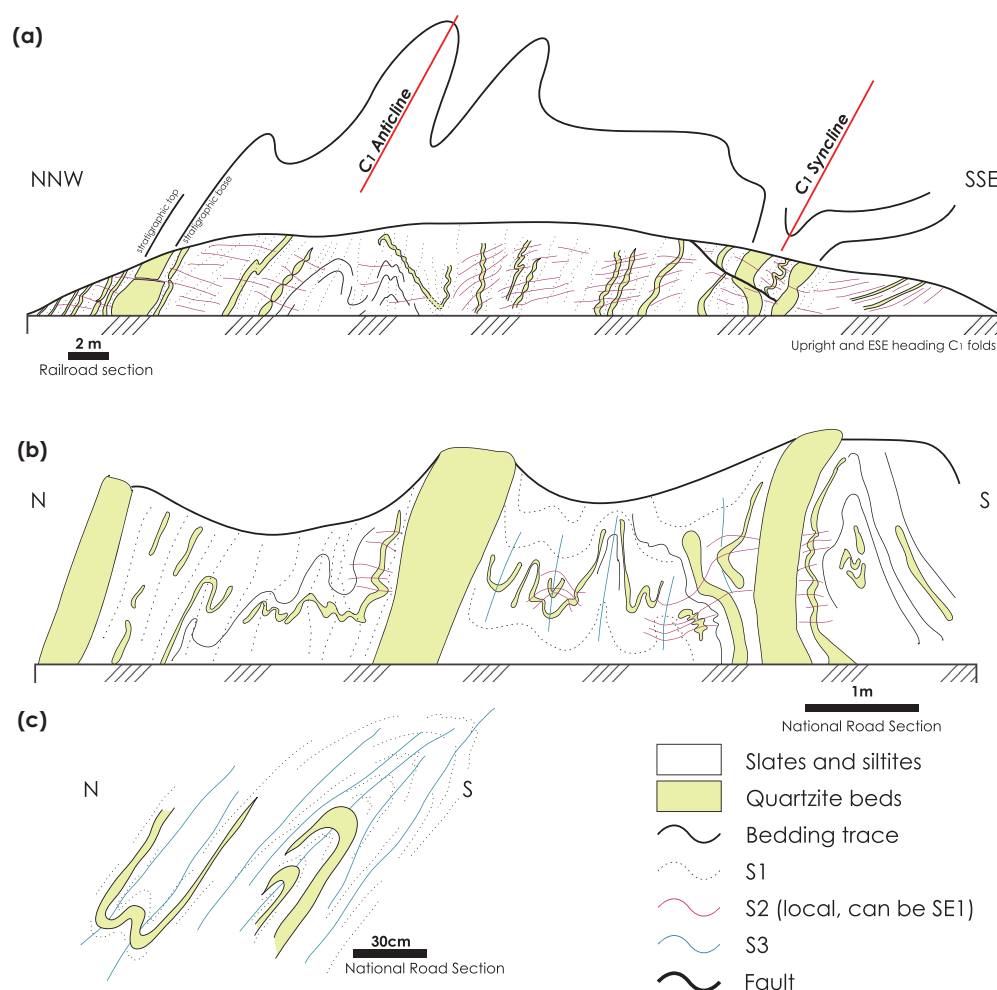 (a)
C1 Anticline
C1 Syncline
NNW
SSE
stratigraphic top
stratigraphic base
2 m
Railroad section
Upright and ESE heading C1 folds
(b)
N
S
1m
National Road Section
(c)
N
S
30cm
National Road Section
Slates and siltites
Quartzite beds
Bedding trace
S1
S2 (local, can be SE1)
S3
Fault